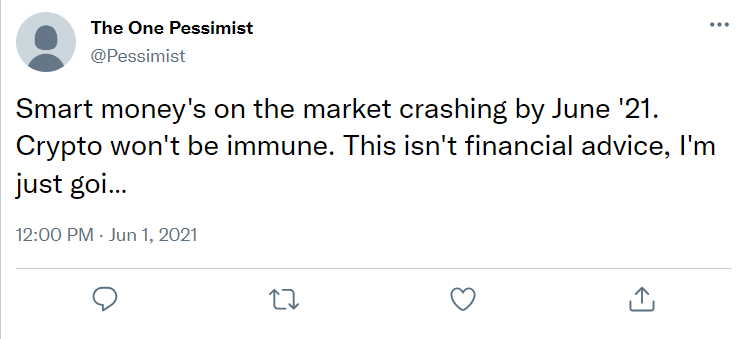 The One Pessimist
@Pessimist
Smart money's on the market crashing by June '21.
Crypto won't be immune. This isn't financial advice, I'm
just goi...
12:00 PM · Jun 1, 2021